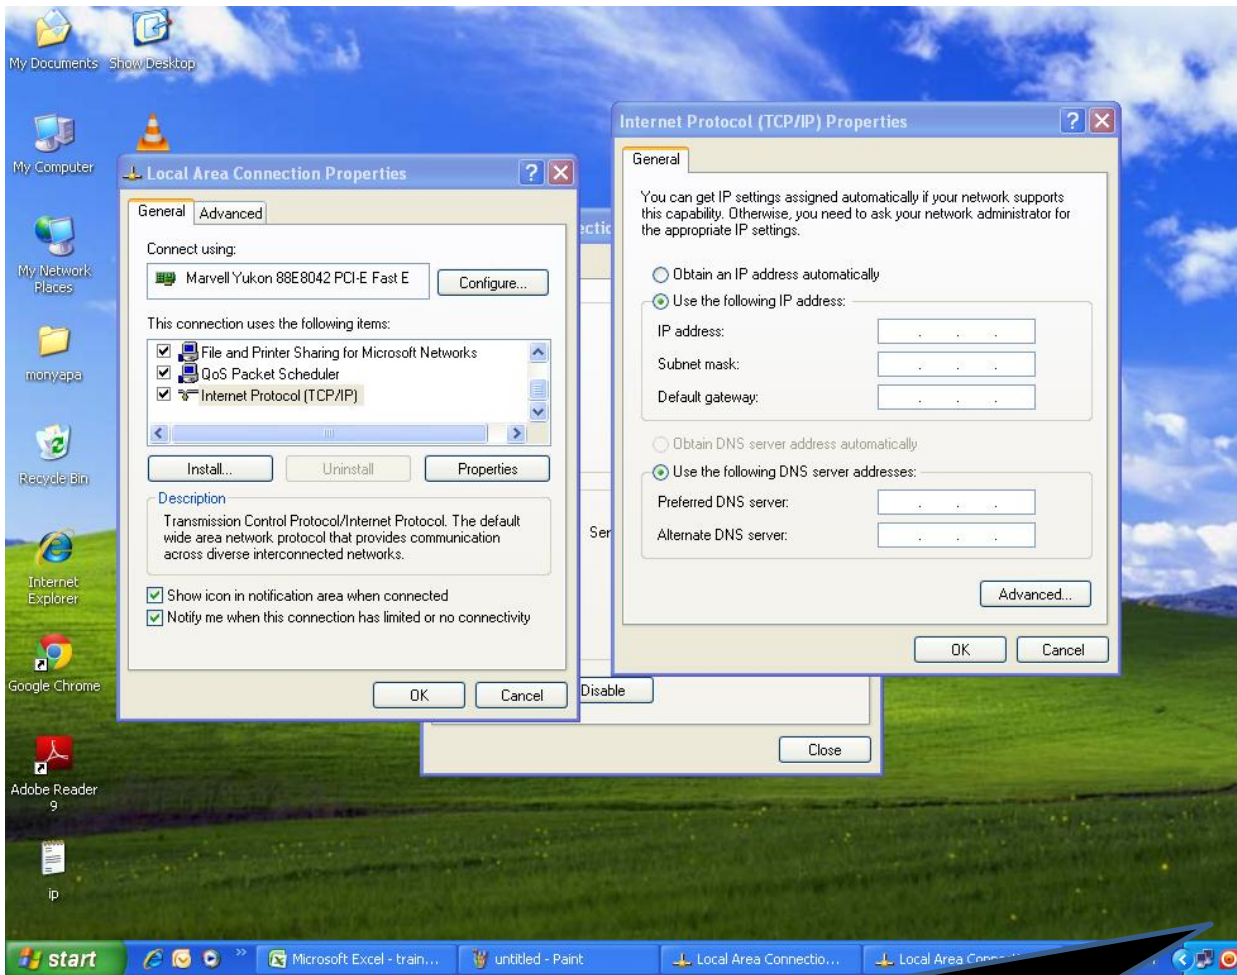 My Documents
Show Desktop
My Computer
My Network
Places
monyapa
Recycle Bin
Internet
Explorer
Google Chrome
Adobe Reader
9
ip
Local Area Connection Properties
General
Advanced
Connect using:
Marvell Yukon 88E8042 PCI-E Fast E
Configure...
This connection uses the following items:
File and Printer Sharing for Microsoft Networks
QoS Packet Scheduler
Internet Protocol (TCP/IP)
Install...
Uninstall
Properties
Description
Transmission Control Protocol/Internet Protocol. The default
wide area network protocol that provides communication
across diverse interconnected networks.
Show icon in notification area when connected
Notify me when this connection has limited or no connectivity
OK
Cancel
Disable
Close
Internet Protocol (TCP/IP) Properties
General
You can get IP settings assigned automatically if your network supports
this capability. Otherwise, you need to ask your network administrator for
the appropriate IP settings.
Obtain an IP address automatically
Use the following IP address:
IP address:
Subnet mask:
Default gateway:
Obtain DNS server address automatically
Use the following DNS server addresses:
Preferred DNS server:
Alternate DNS server:
Advanced...
OK
Cancel
start
Microsoft Excel - train...
untitled - Paint
Local Area Connectio...
Local Area